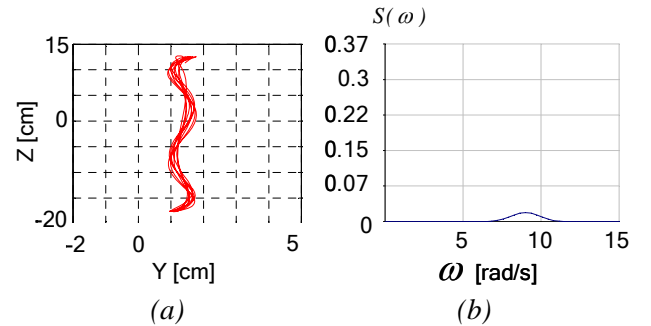 S(ω)
15
0
-20
-2
0
5
Z [cm]
Y [cm]
(a)
0.37
0.3
0.22
0.15
0.07
0
5
10
15
ω [rad/s]
(b)